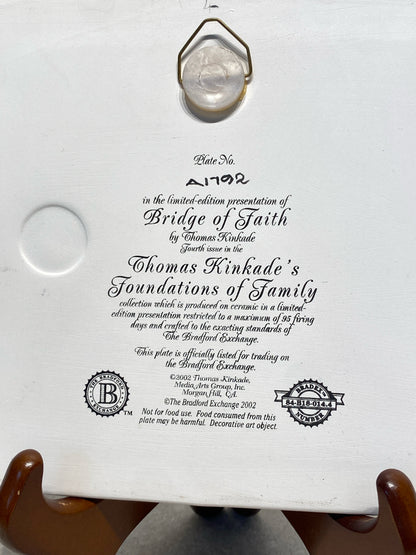 Plate No.
A1792
in the limited-edition presentation of
Bridge of Faith
by Thomas Kinkade
Fourth issue in the
Thomas Kinkade's
Foundations of Family
collection which is produced on ceramic in a limited-
edition presentation restricted to a maximum of 95 firing
days and crafted to the exacting standards of
The Bradford Exchange.
This plate is officially listed for trading on
the Bradford Exchange.
©2002 Thomas Kinkade,
Media Arts Group, Inc.
Morgan Hill, CA.
©The Bradford Exchange 2002
Not for food use. Food consumed from this
plate may be harmful. Decorative art object.
THE BRADFORD
B
EXCHANGE
TM
BRADEX
84-B18-014.4
NUMBER